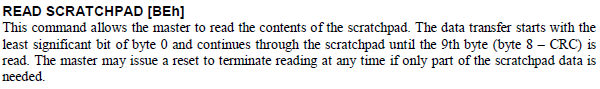 READ SCRATCHPAD [BEh]
This command allows the master to read the contents of the scratchpad. The data transfer starts with the
least significant bit of byte 0 and continues through the scratchpad until the 9th byte (byte 8 – CRC) is
read. The master may issue a reset to terminate reading at any time if only part of the scratchpad data is
needed.